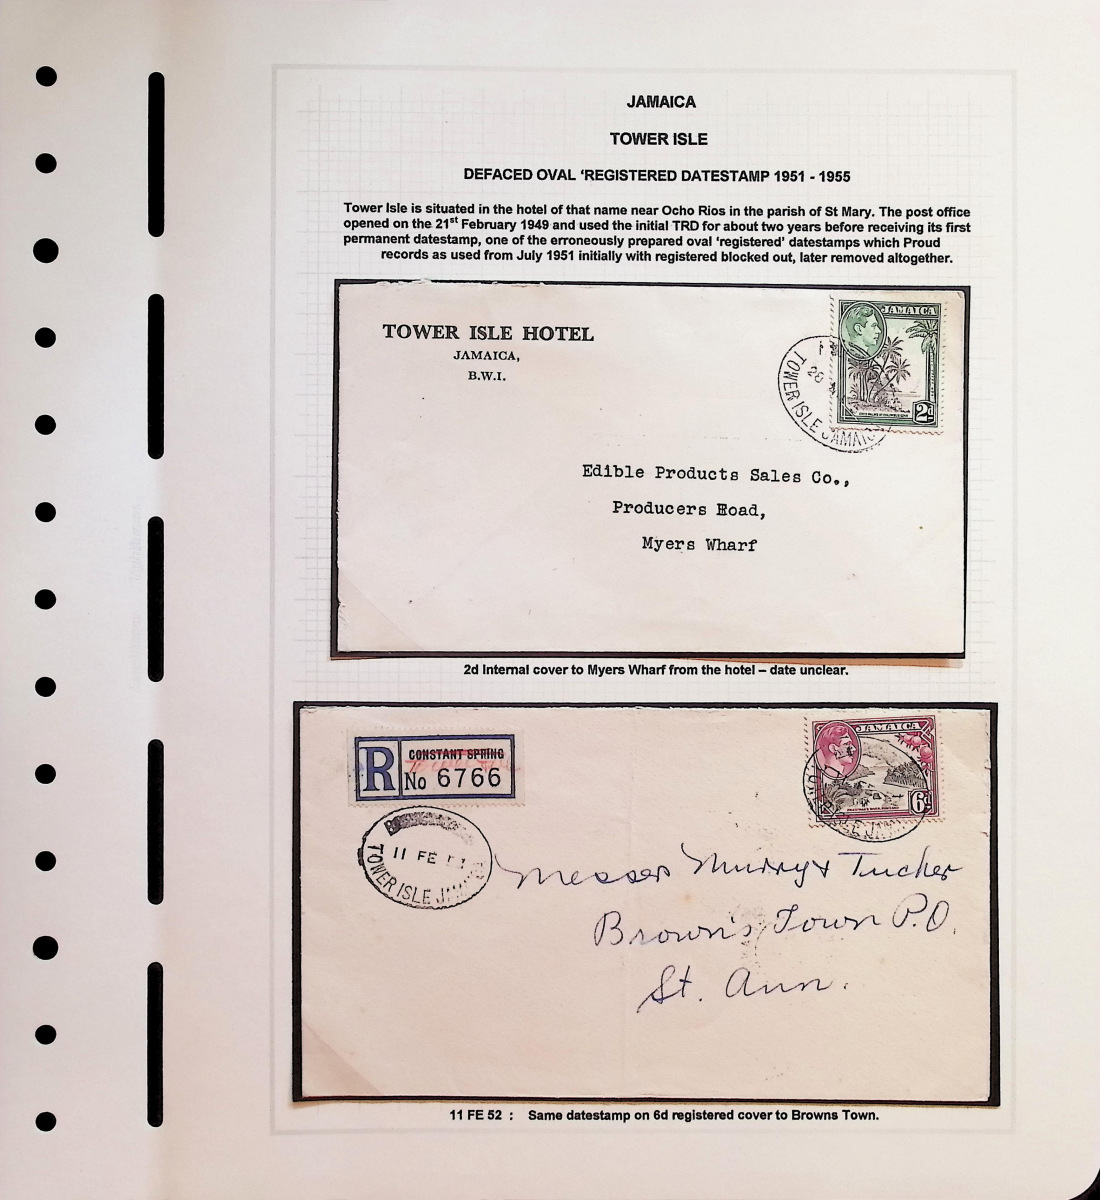 JAMAICA
TOWER ISLE
DEFACED OVAL ‘REGISTERED DATESTAMP 1951 - 1955
Tower Isle is situated in the hotel of that name near Ocho Rios in the parish of St Mary. The post office
opened on the 21st February 1949 and used the initial TRD for about two years before receiving its first
permanent datestamp, one of the erroneously prepared oval ‘registered’ datestamps which Proud
records as used from July 1951 initially with registered blocked out, later removed altogether.
TOWER ISLE HOTEL
JAMAICA,
B.W.I.
JAMAICA
2d
TOWER ISLE JAMAIC
20
Edible Products Sales Co.,
Producers Road,
Myers Wharf
2d Internal cover to Myers Wharf from the hotel – date unclear.
R
CONSTANT SPRING
No 6766
JAMAICA
6d
11 FE
TOWER ISLE JAM
Messers Murry & Tucker
Brown's Town P.O.
St. Ann.
11 FE 52 : Same datestamp on 6d registered cover to Browns Town.